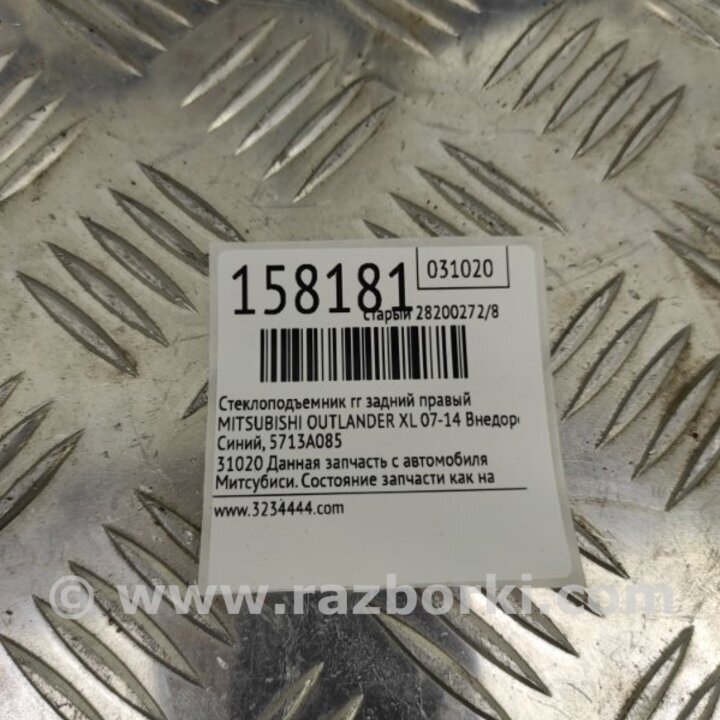 158181
031020
старый 28200272/8
Стеклоподъемник rr задний правый
MITSUBISHI OUTLANDER XL 07-14 Внедор
Синий, 5713A085
31020 Данная запчасть с автомобиля
Митсубиси. Состояние запчасти как на
www.3234444.com
© www.razborki.com